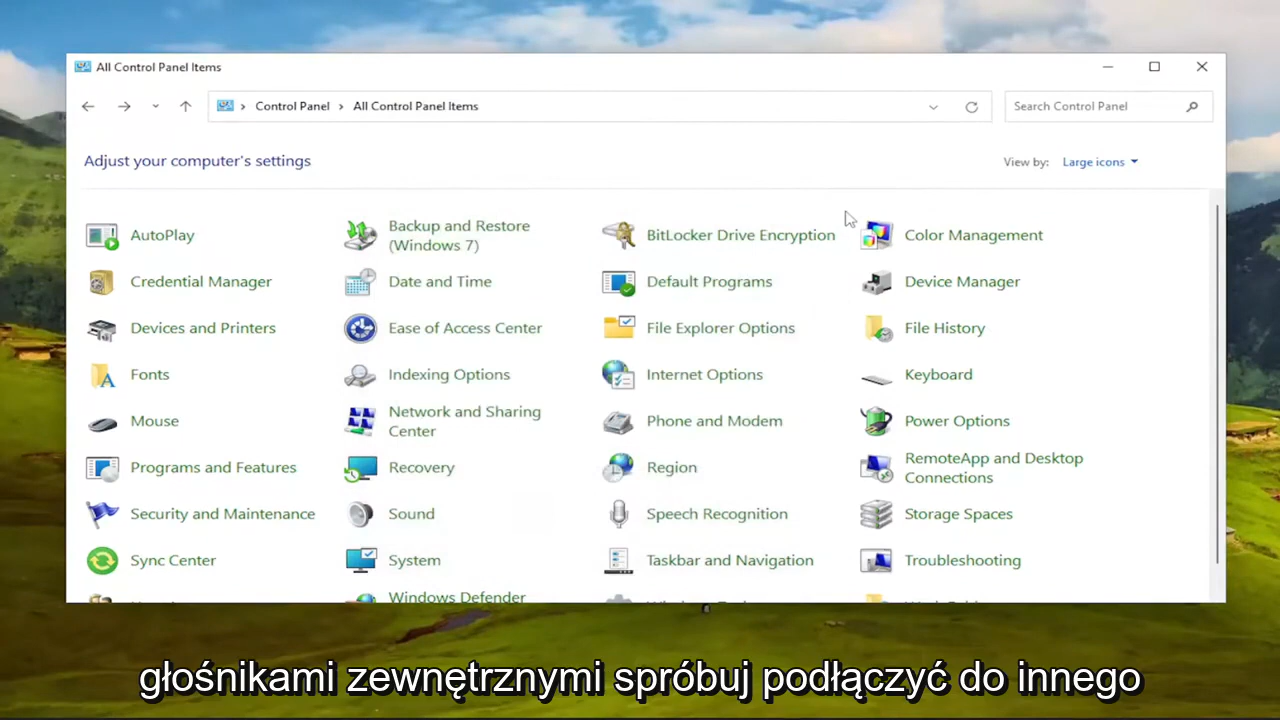 All Control Panel Items
Control Panel > All Control Panel Items
Search Control Panel
Adjust your computer's settings
View by: Large icons
AutoPlay
Backup and Restore
(Windows 7)
BitLocker Drive Encryption
Color Management
Credential Manager
Date and Time
Default Programs
Device Manager
Devices and Printers
Ease of Access Center
File Explorer Options
File History
Fonts
Indexing Options
Internet Options
Keyboard
Mouse
Network and Sharing
Center
Phone and Modem
Power Options
Programs and Features
Recovery
Region
RemoteApp and Desktop
Connections
Security and Maintenance
Sound
Speech Recognition
Storage Spaces
Sync Center
System
Taskbar and Navigation
Troubleshooting
Windows Defender
głośnikami zewnętrznymi spróbuj podłączyć do innego